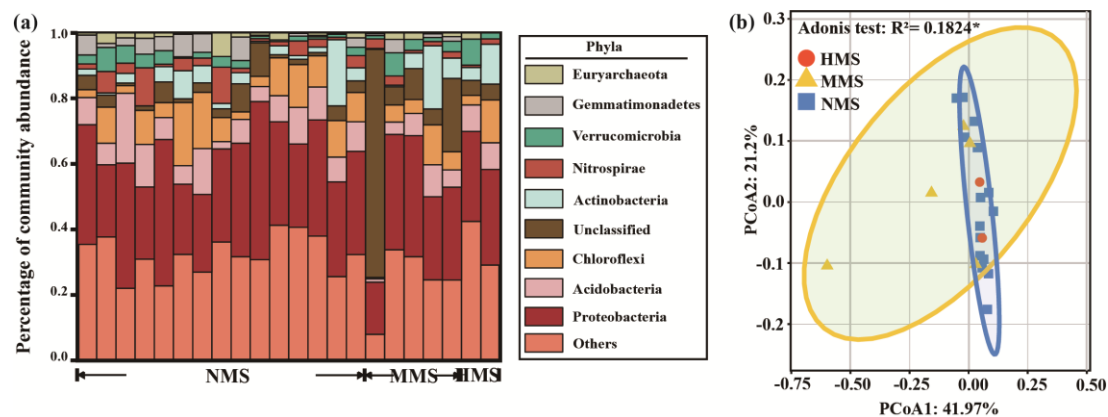 (a)
Percentage of community abundance
1.0
0.8
0.6
0.4
0.2
0.0
NMS
MMS
HMS
Phyla
Euryarchaeota
Gemmatimonadetes
Verrucomicrobia
Nitrospirae
Actinobacteria
Unclassified
Chloroflexi
Acidobacteria
Proteobacteria
Others
(b)
Adonis test: R²= 0.1824*
HMS
MMS
NMS
PCoA2: 21.2%
0.3
0.2
0.1
0.0
-0.1
-0.2
-0.75
-0.50
-0.25
0.00
0.25
0.50
PCoA1: 41.97%